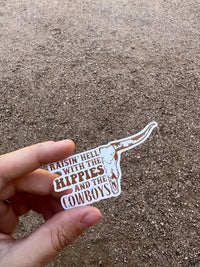 RAISIN' HELL
WITH THE
HIPPIES
AND THE
COWBOYS